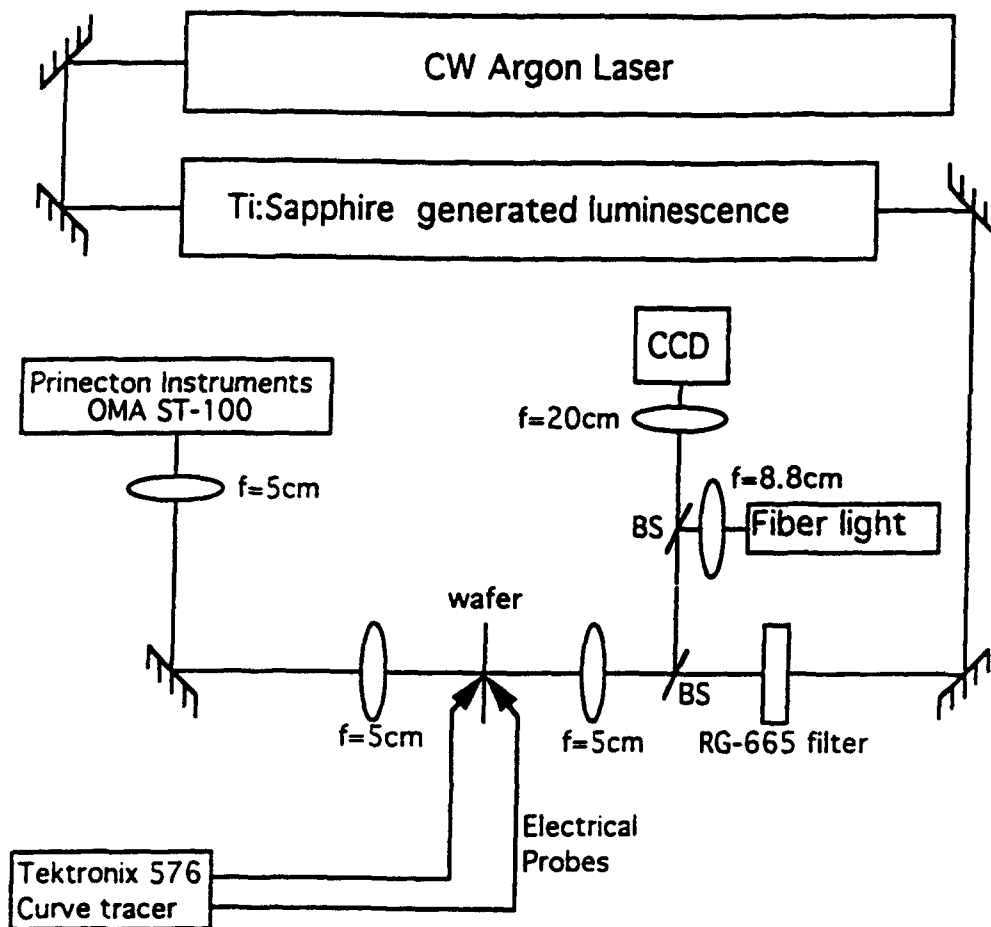 CW Argon Laser
Ti:Sapphire generated luminescence
CCD
Prinecton Instruments
OMA ST-100
f=20cm
f=5cm
f=8.8cm
BS
Fiber light
wafer
BS
f=5cm
f=5cm
RG-665 filter
Electrical
Probes
Tektronix 576
Curve tracer